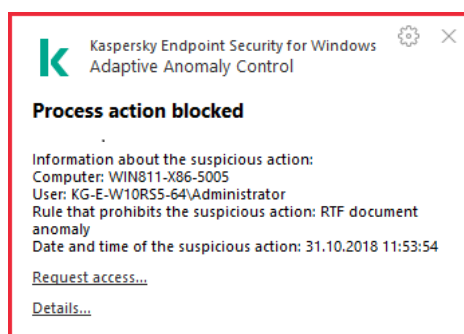 Kaspersky Endpoint Security for Windows
Adaptive Anomaly Control
Process action blocked
.
Information about the suspicious action:
Computer: WIN811-X86-5005
User: KG-E-W10RS5-64\Administrator
Rule that prohibits the suspicious action: RTF document
anomaly
Date and time of the suspicious action: 31.10.2018 11:53:54
Request access...
Details...